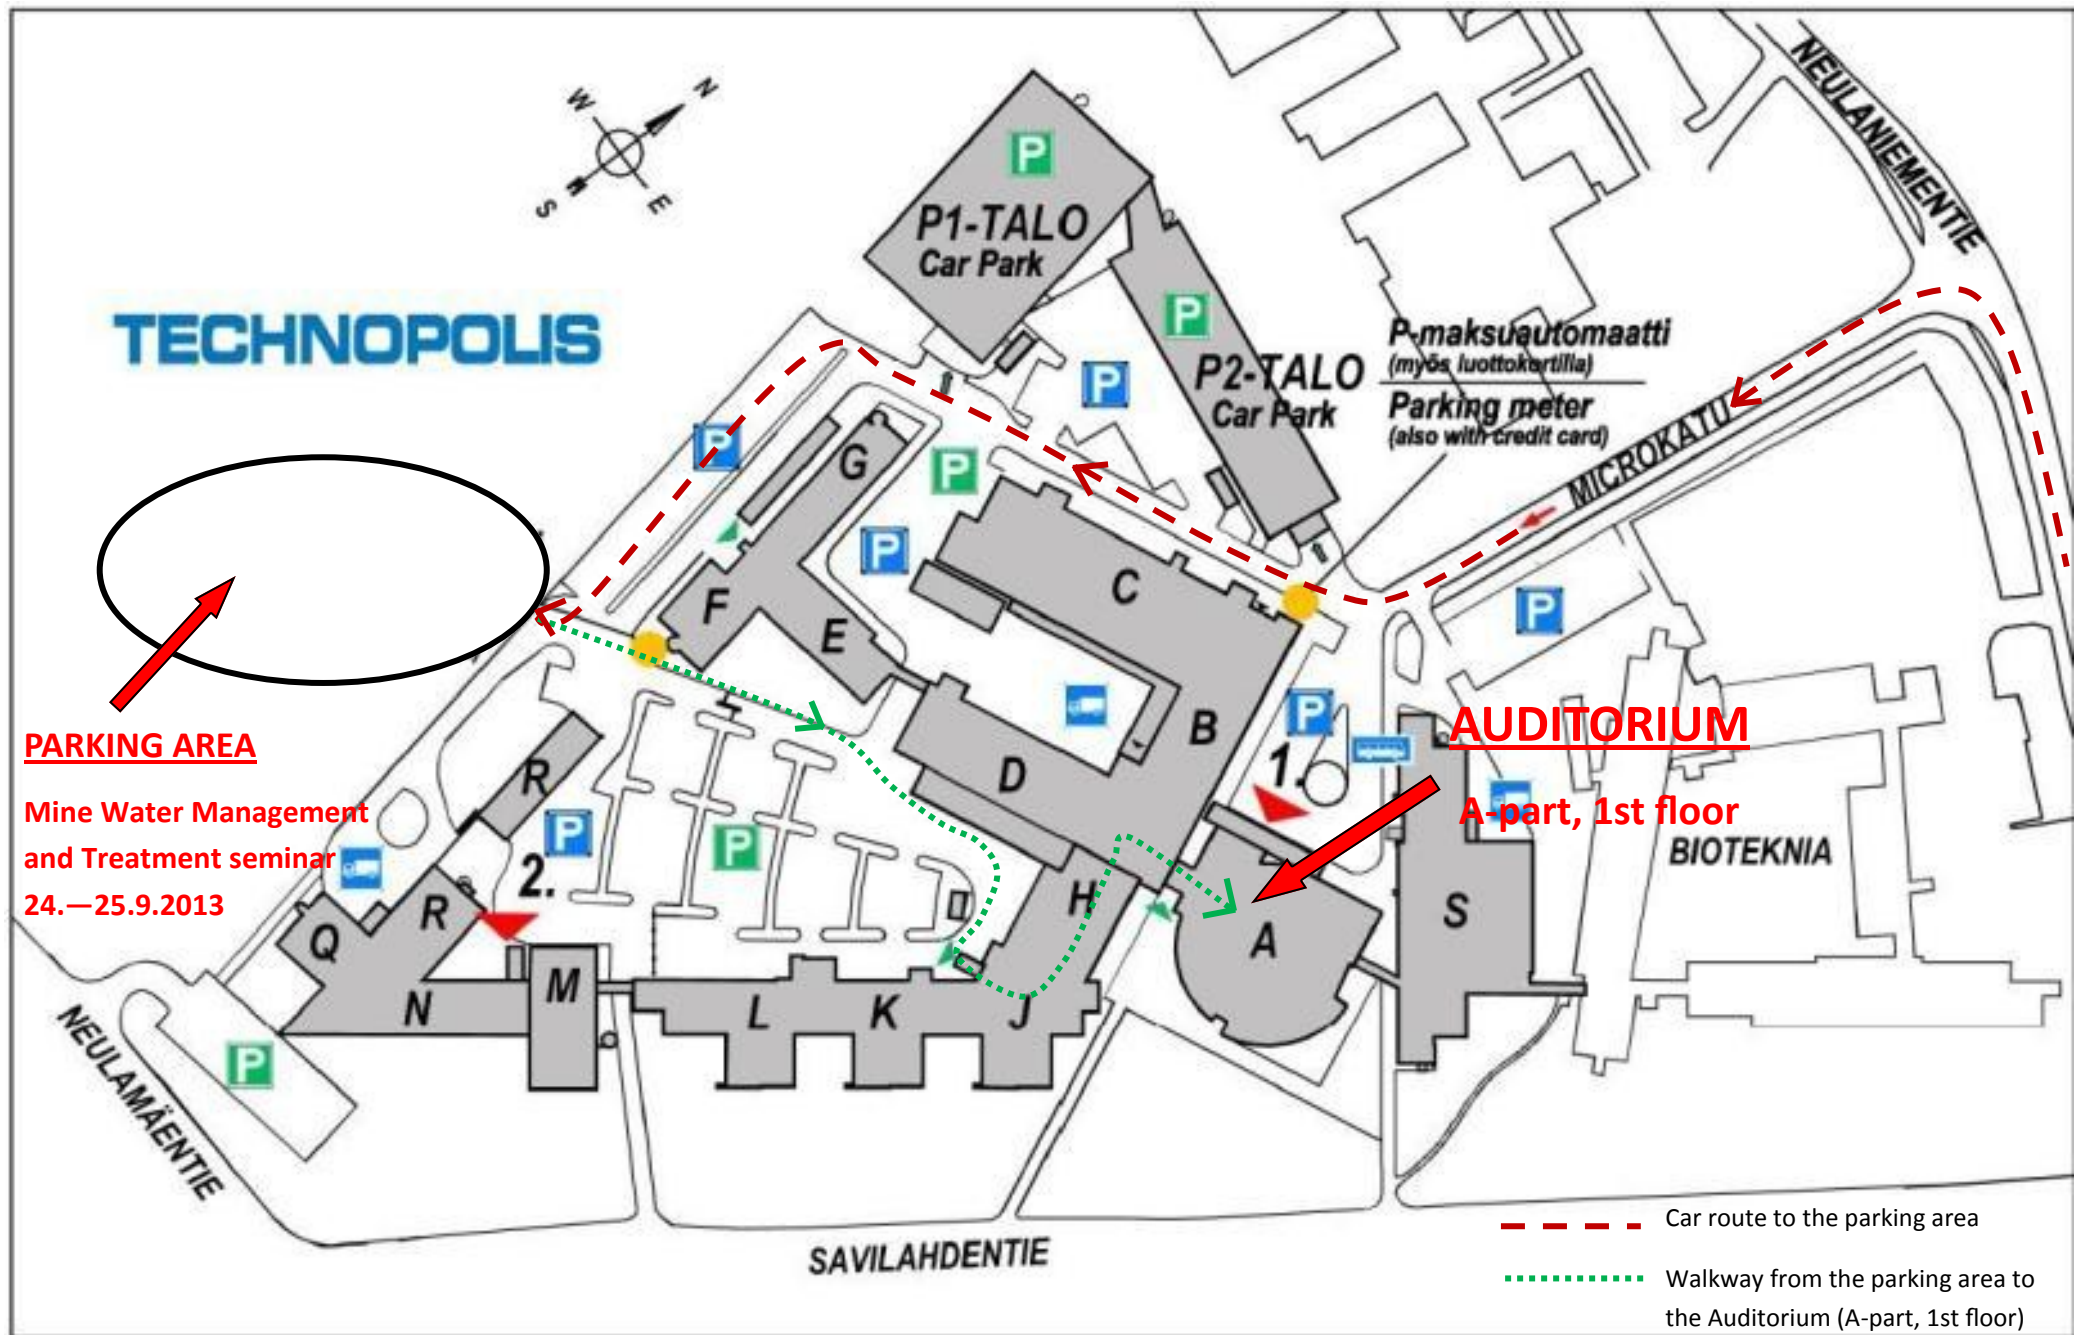 NEULANIEMENTIE
W
N
S
E
P
P1-TALO
Car Park
TECHNOPOLIS
P
P
P2-TALO
Car Park
P-maksuautomaatti
(myös luottokortilla)
Parking meter
(also with credit card)
MICROKATU
P
G
P
P
C
F
E
P
B
P
D
1.
AUDITORIUM
A-part, 1st floor
PARKING AREA
Mine Water Management
and Treatment seminar
24.—25.9.2013
R
P
P
2.
BIOTEKNIA
H
Q
R
A
S
N
M
L
K
J
P
NEULAMÄENTIE
SAVILAHDENTIE
Car route to the parking area
Walkway from the parking area to
the Auditorium (A-part, 1st floor)